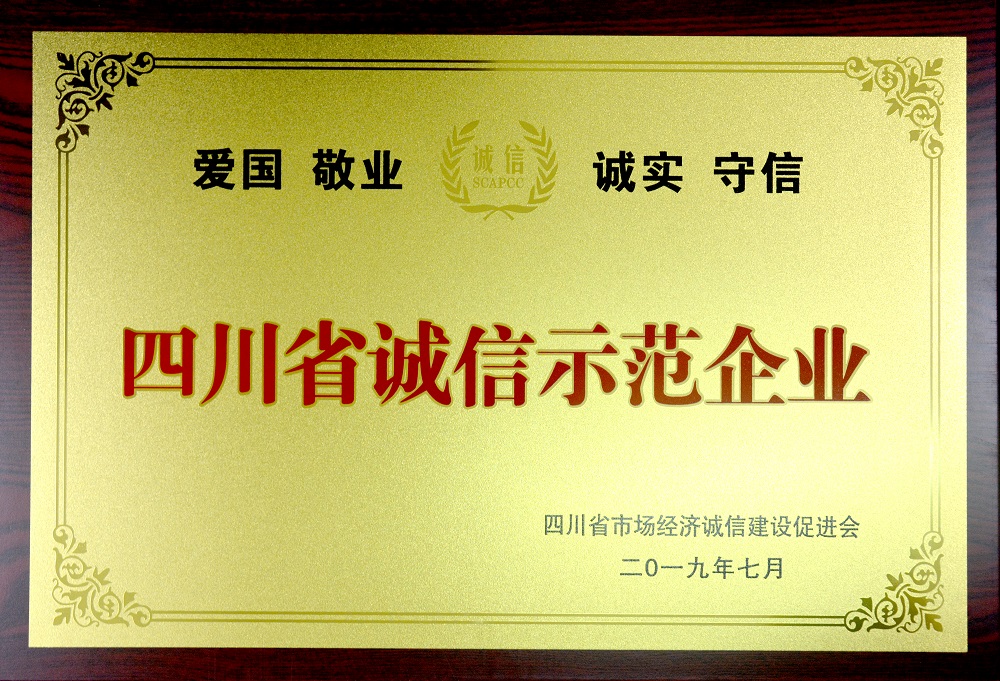 爱国 敬业 诚信 诚实 守信
SCAPCC
四川省诚信示范企业
四川省市场经济诚信建设促进会
二0一九年七月